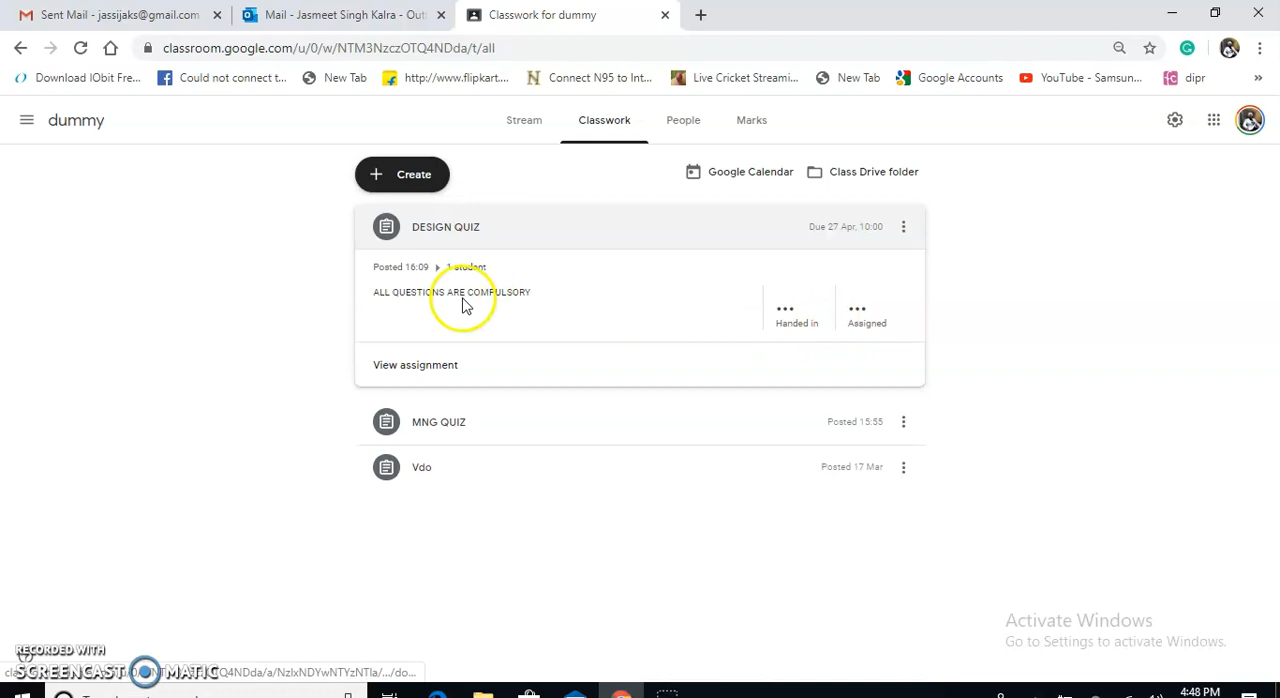 Sent Mail - jassijaks@gmail.com
Mail - Jasmeet Singh Kalra - Out
Classwork for dummy
classroom.google.com/u/0/w/NTM3NzczOTQ4NDda/t/all
Download IObit Fre...
Could not connect t...
New Tab
http://www.flipkart....
Connect N95 to Int...
Live Cricket Streami...
New Tab
Google Accounts
YouTube - Samsun...
dipr
»
dummy
Stream
Classwork
People
Marks
+ Create
Google Calendar
Class Drive folder
DESIGN QUIZ
Due 27 Apr, 10:00
Posted 16:09
1 student
ALL QUESTIONS ARE COMPULSORY
••• Handed in
••• Assigned
View assignment
MNG QUIZ
Posted 15:55
Vdo
Posted 17 Mar
Activate Windows
Go to Settings to activate Windows.
RECORDED WITH
SCREENCAST MATIC
4:48 PM